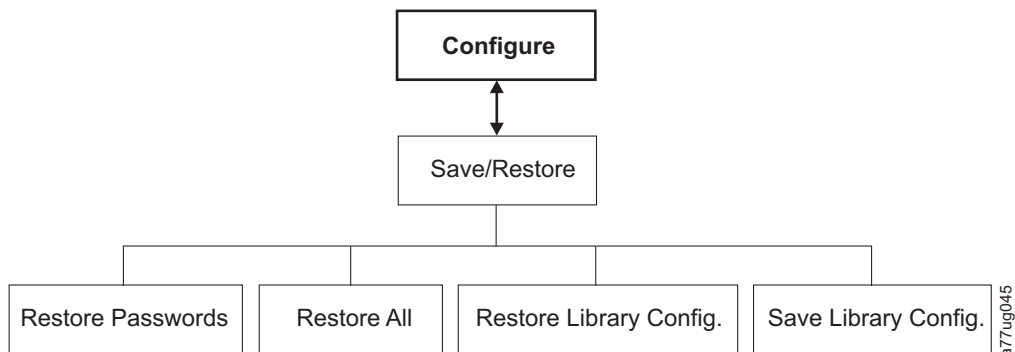 Configure
Save/Restore
Restore Passwords
Restore All
Restore Library Config.
Save Library Config.
a77ug045